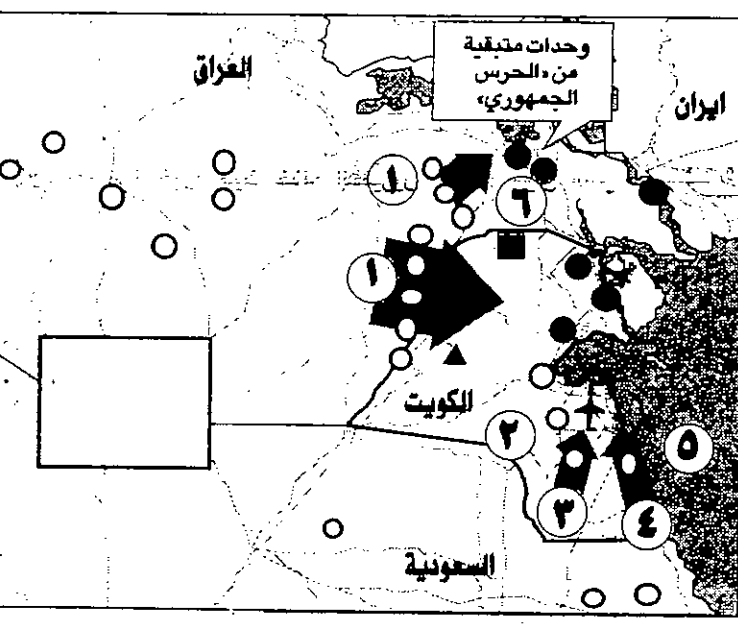 وحدات متبقية
من «الحرس
الجمهوري»
العراق
ايران
١
٦
١
الكويت
٢
٥
٣
٤
السعودية